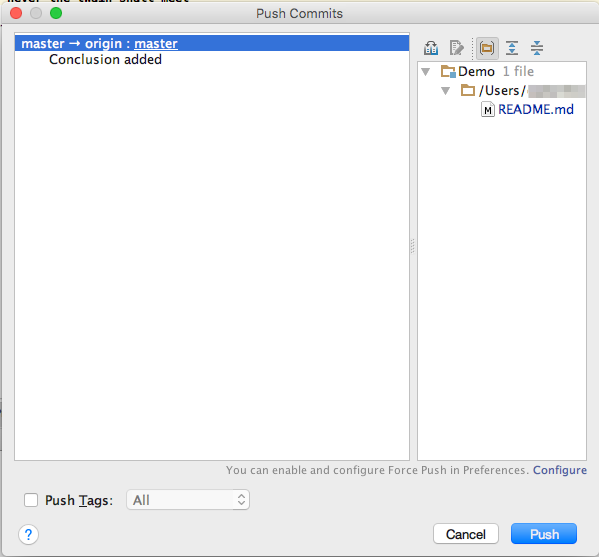 never the twain shall meet
Push Commits
master → origin : master
Conclusion added
Demo 1 file
/Users/
README.md
You can enable and configure Force Push in Preferences. Configure
Push Tags: All
? Cancel Push